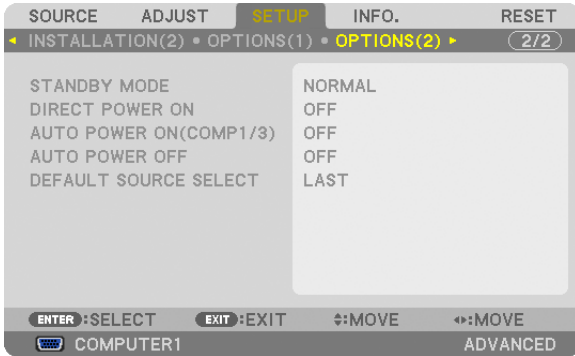 SOURCE ADJUST SETUP INFO. RESET
◂ INSTALLATION(2) • OPTIONS(1) • OPTIONS(2) ▸ 2/2
STANDBY MODE NORMAL
DIRECT POWER ON OFF
AUTO POWER ON(COMP1/3) OFF
AUTO POWER OFF OFF
DEFAULT SOURCE SELECT LAST
ENTER:SELECT EXIT:EXIT ♦:MOVE ◂▸:MOVE
COMPUTER1 ADVANCED